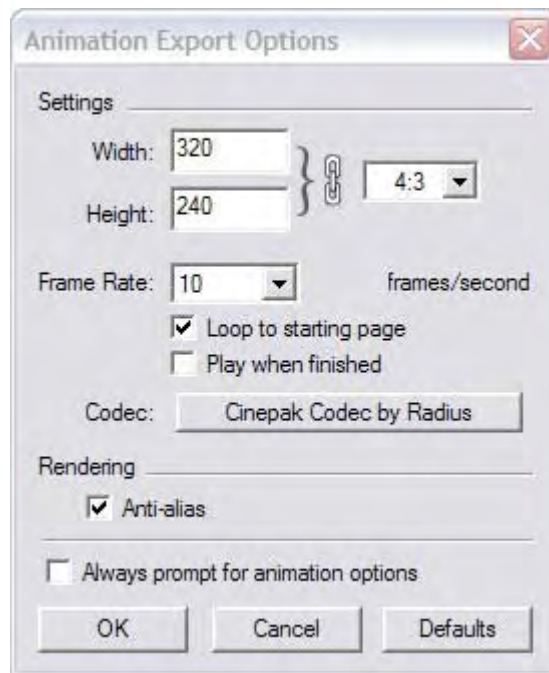 Animation Export Options
Settings
Width: 320
4:3
Height: 240
Frame Rate: 10 frames/second
Loop to starting page
Play when finished
Codec: Cinepak Codec by Radius
Rendering
Anti-alias
Always prompt for animation options
OK Cancel Defaults